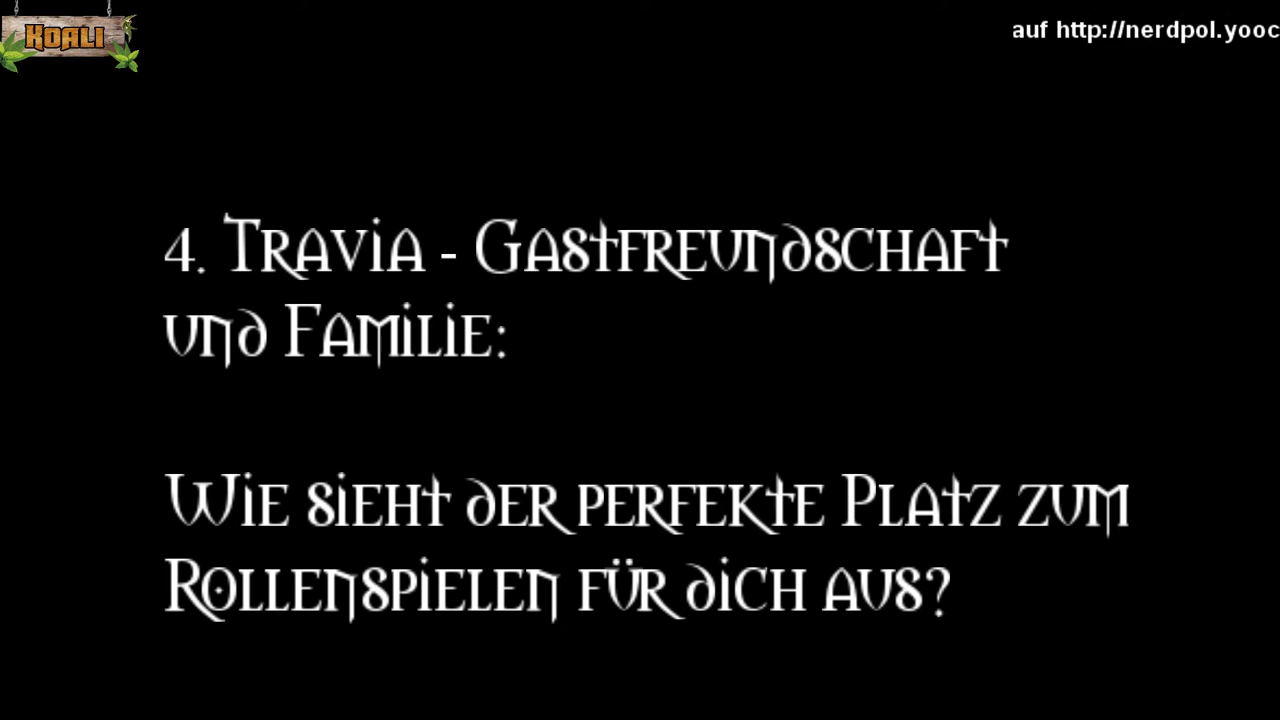 KOALI
auf http://nerdpol.yooc
4. Travia - Gastfreundschaft
und Familie:
Wie sieht der perfekte Platz zum
Rollenspielen für dich aus?